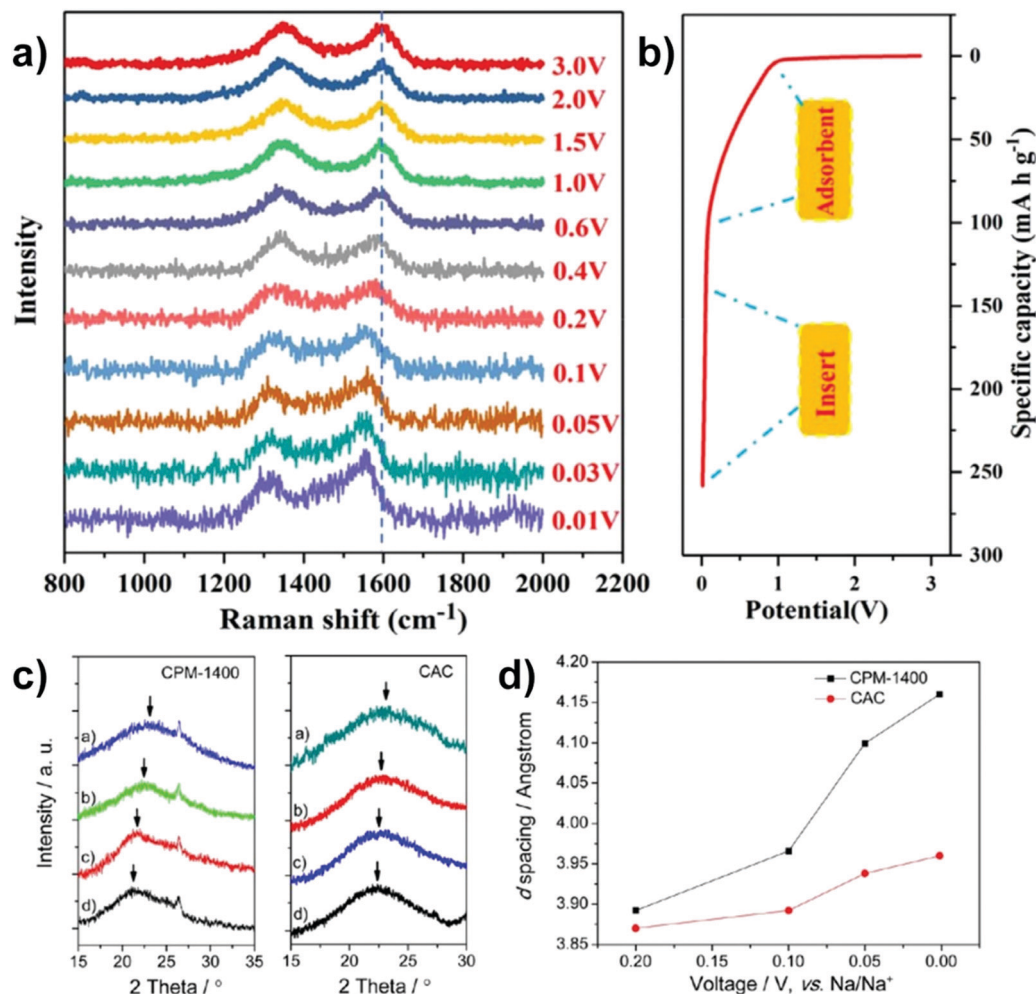 a)
Intensity
3.0V
2.0V
1.5V
1.0V
0.6V
0.4V
0.2V
0.1V
0.05V
0.03V
0.01V
800 1000 1200 1400 1600 1800 2000 2200
Raman shift (cm-1)
b)
Adsorbent
Insert
0
50
100
150
200
250
300
Specific capacity (mA h g-1)
0 1 2 3
Potential(V)
c)
Intensity / a. u.
CPM-1400
a)
b)
c)
d)
15 20 25 30 35
2 Theta / °
CAC
a)
b)
c)
d)
15 20 25 30
2 Theta / °
d)
d spacing / Angstrom
4.20
4.15
4.10
4.05
4.00
3.95
3.90
3.85
CPM-1400
CAC
0.20 0.15 0.10 0.05 0.00
Voltage / V, vs. Na/Na+